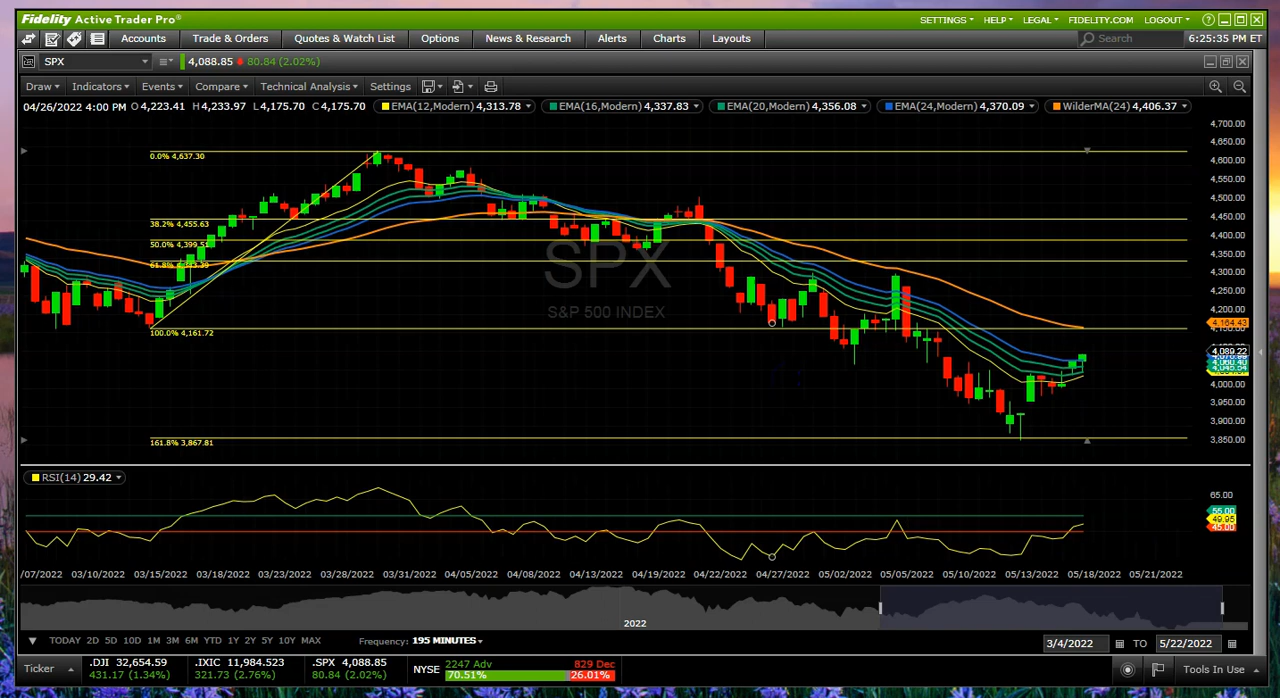 Fidelity Active Trader Pro®
SETTINGS HELP LEGAL FIDELITY.COM LOGOUT ?
Accounts Trade & Orders Quotes & Watch List Options News & Research Alerts Charts Layouts Search 6:25:35 PM ET
SPX 4,088.85 80.84 (2.02%)
Draw Indicators Events Compare Technical Analysis Settings
04/26/2022 4:00 PM O 4,223.41 H 4,233.97 L 4,175.70 C 4,175.70 EMA(12,Modern) 4,313.78 EMA(16,Modern) 4,337.83 EMA(20,Modern) 4,356.08 EMA(24,Modern) 4,370.09 WilderMA(24) 4,406.37
4,700.00
4,650.00
0.0% 4,637.30
4,600.00
4,550.00
4,500.00
4,450.00
38.2% 4,455.63
4,400.00
50.0% 4,399.51
4,350.00
61.8%
4,300.00
SPX
4,250.00
S&P 500 INDEX
4,200.00
4,164.43
100.0% 4,161.72
4,089.22
4,060.40
4,045.54
4,000.00
3,950.00
3,900.00
161.8% 3,867.81
3,850.00
RSI(14) 29.42
65.00
55.00
49.95
45.00
/07/2022 03/10/2022 03/15/2022 03/18/2022 03/23/2022 03/28/2022 03/31/2022 04/05/2022 04/08/2022 04/13/2022 04/19/2022 04/22/2022 04/27/2022 05/02/2022 05/05/2022 05/10/2022 05/13/2022 05/18/2022 05/21/2022
2022
TODAY 2D 5D 10D 1M 3M 6M YTD 1Y 2Y 5Y 10Y MAX Frequency: 195 MINUTES 3/4/2022 TO 5/22/2022
Ticker .DJI 32,654.59 .IXIC 11,984.523 .SPX 4,088.85 NYSE 2247 Adv 829 Dec Tools In Use
431.17 (1.34%) 321.73 (2.76%) 80.84 (2.02%) 70.51% 26.01%